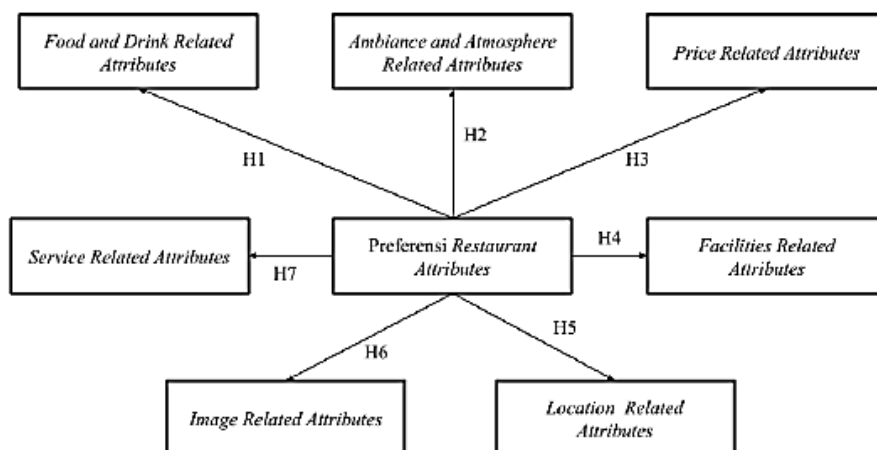 Food and Drink Related
Attributes
Ambiance and Atmosphere
Related Attributes
Price Related Attributes
H1
H2
H3
Service Related Attributes
H7
Preferensi Restaurant
Attributes
H4
Facilities Related
Attributes
H6
H5
Image Related Attributes
Location Related
Attributes